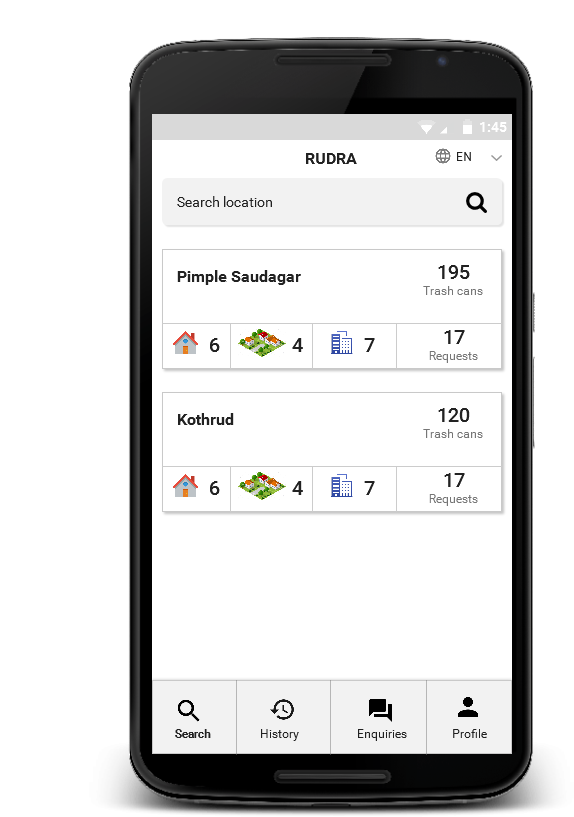 1:45
RUDRA
EN
Search location
Pimple Saudagar
195
Trash cans
6
4
7
17
Requests
Kothrud
120
Trash cans
6
4
7
17
Requests
Search
History
Enquiries
Profile